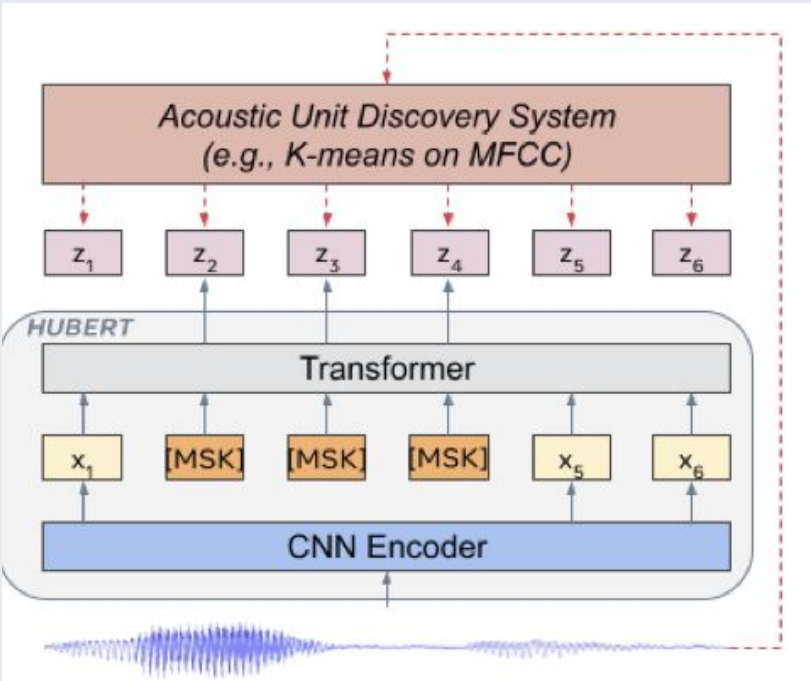 Acoustic Unit Discovery System
(e.g., K-means on MFCC)
z1 z2 z3 z4 z5 z6
HUBERT
Transformer
x1 [MSK] [MSK] [MSK] x5 x6
CNN Encoder